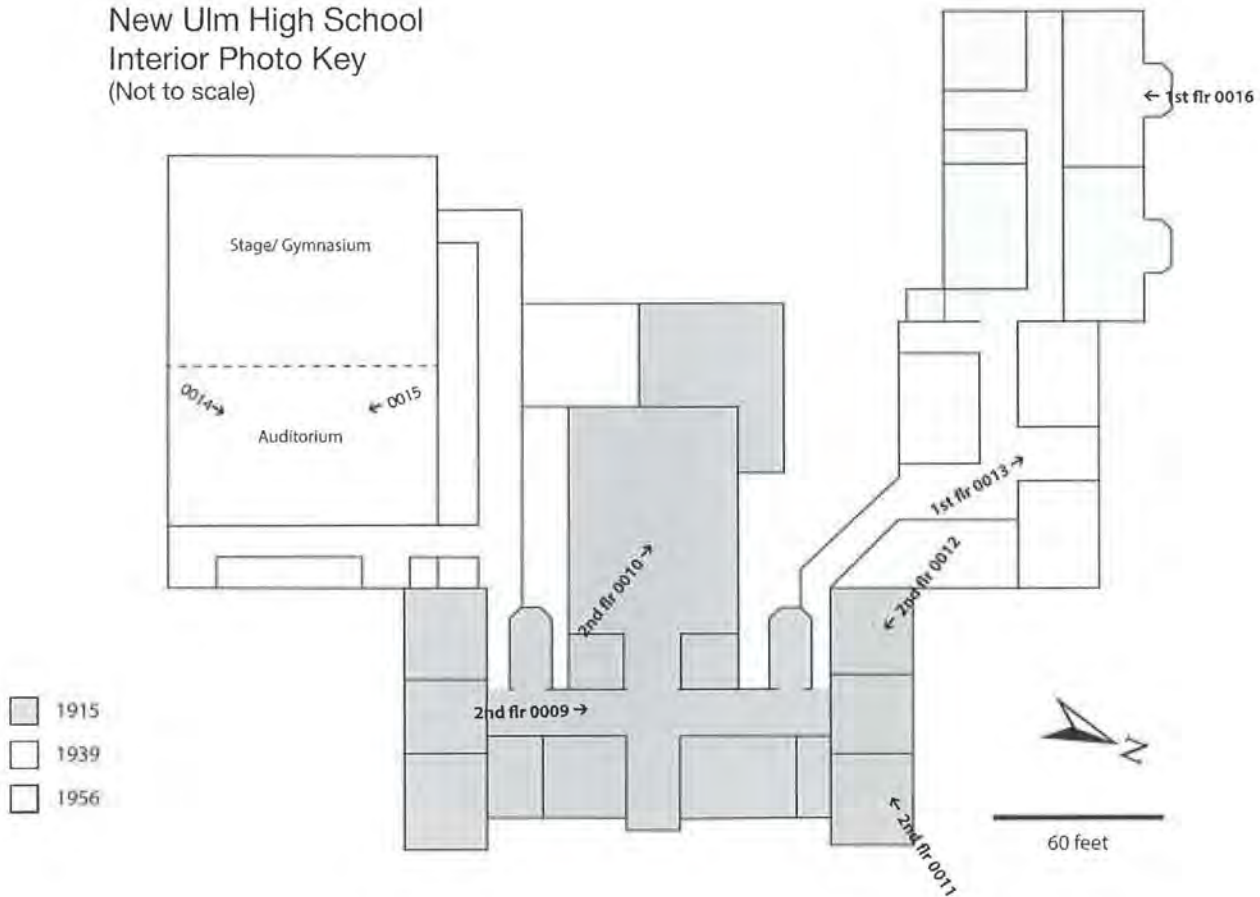 New Ulm High School
Interior Photo Key
(Not to scale)
← 1st flr 0016
Stage/ Gymnasium
0014→
← 0015
Auditorium
1st flr 0013 →
← 2nd flr 0012
2nd flr 0010 →
2nd flr 0009 →
← 2nd flr 0011
1915
1939
1956
N
60 feet